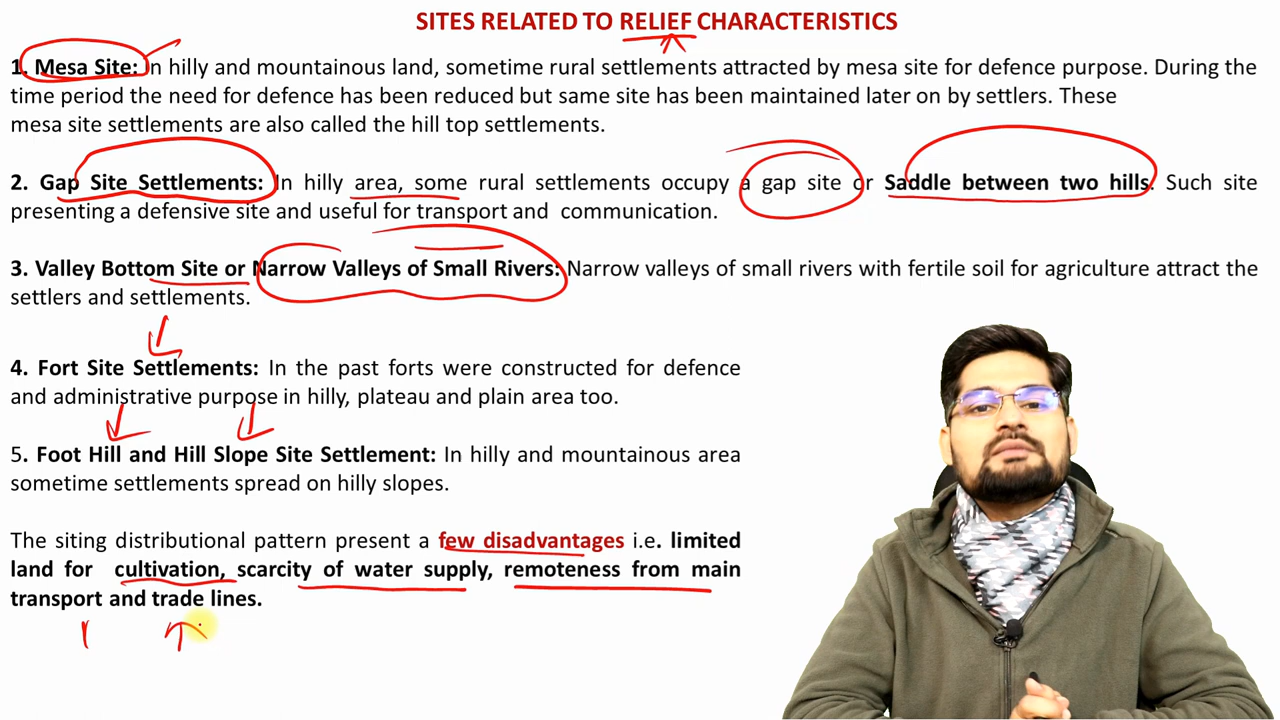 SITES RELATED TO RELIEF CHARACTERISTICS
1. Mesa Site: In hilly and mountainous land, sometime rural settlements attracted by mesa site for defence purpose. During the
time period the need for defence has been reduced but same site has been maintained later on by settlers. These
mesa site settlements are also called the hill top settlements.
2. Gap Site Settlements: In hilly area, some rural settlements occupy a gap site or Saddle between two hills. Such site
presenting a defensive site and useful for transport and communication.
3. Valley Bottom Site or Narrow Valleys of Small Rivers: Narrow valleys of small rivers with fertile soil for agriculture attract the
settlers and settlements.
4. Fort Site Settlements: In the past forts were constructed for defence
and administrative purpose in hilly, plateau and plain area too.
5. Foot Hill and Hill Slope Site Settlement: In hilly and mountainous area
sometime settlements spread on hilly slopes.
The siting distributional pattern present a few disadvantages i.e. limited
land for cultivation, scarcity of water supply, remoteness from main
transport and trade lines.